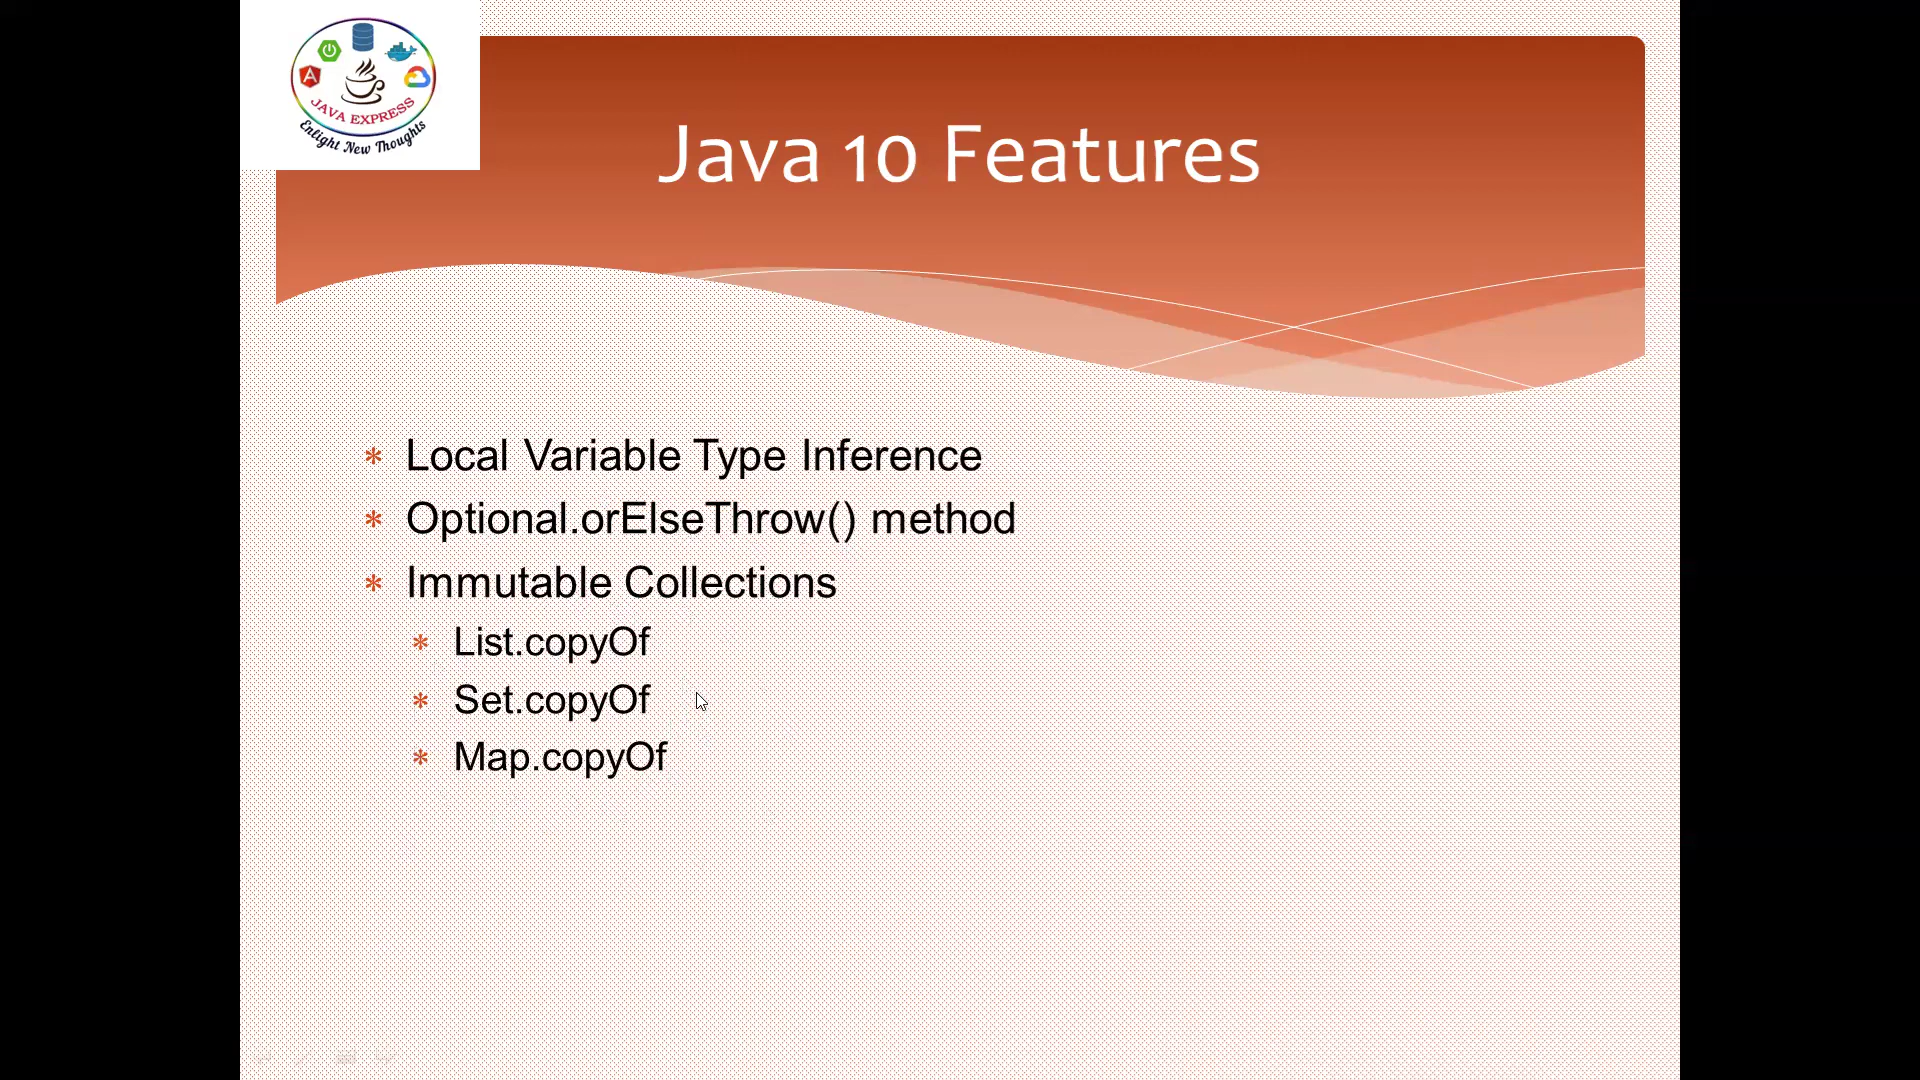 JAVA EXPRESS
Enlight New Thoughts
Java 10 Features
* Local Variable Type Inference
* Optional.orElseThrow() method
* Immutable Collections
* List.copyOf
* Set.copyOf
* Map.copyOf